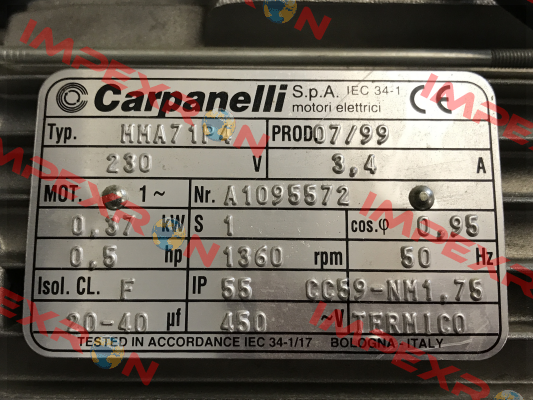 Carpanelli S.p.A. IEC 34-1
motori elettrici CE
Typ. MMA71P4 PROD07/99
230 V 3,4 A
MOT. 1~ Nr. A1095572
0,37 kW S 1 cos.φ 0,95
0,5 hp 1360 rpm 50 Hz
Isol. CL. F IP 55 CC59-NM1,75
20-40 µf 450 ~V TERMICO
TESTED IN ACCORDANCE IEC 34-1/17 BOLOGNA - ITALY
IMPEXRON
IMPEXRON
IMPEXRON
IMPEXRON